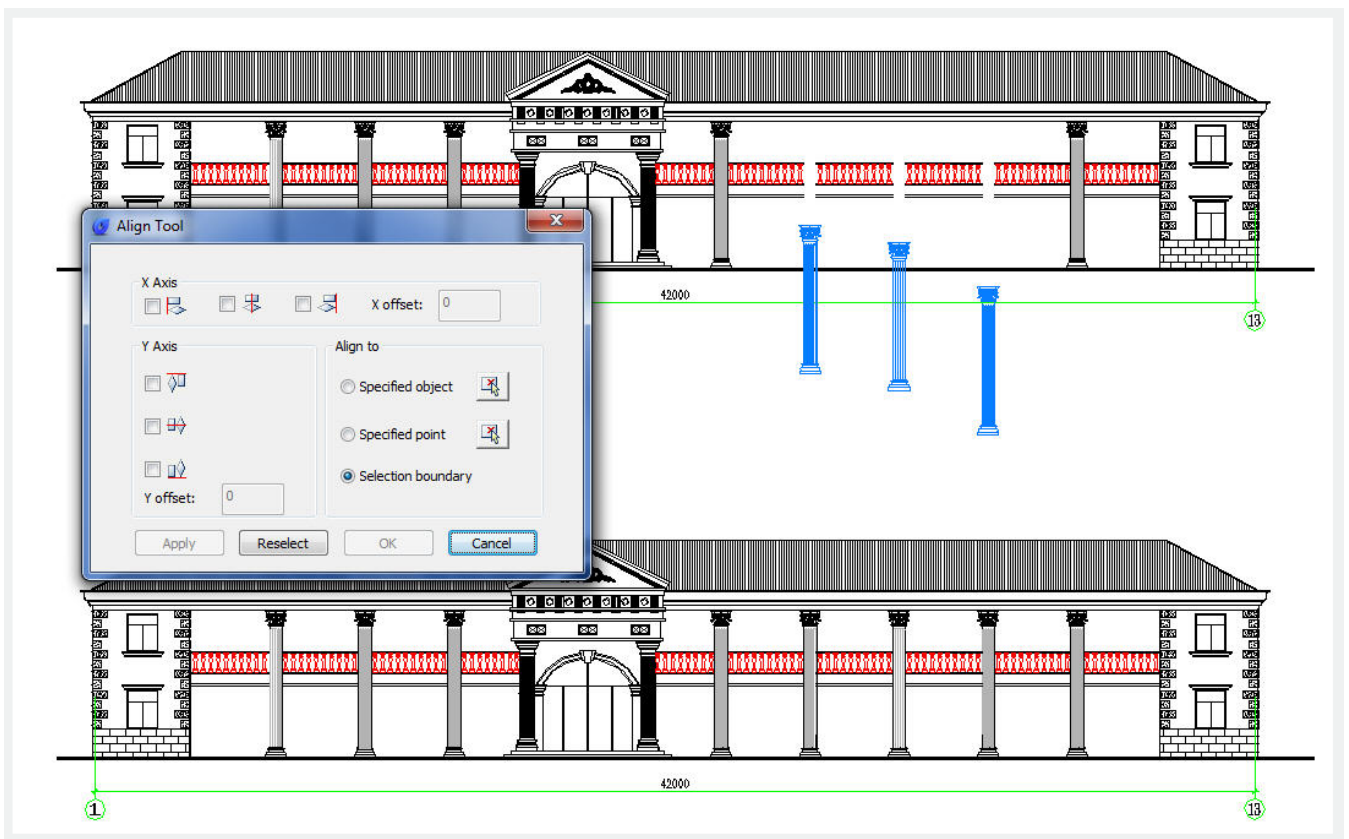 Align Tool
X Axis
X offset: 0
42000
13
Y Axis
Align to
Specified object
Specified point
Selection boundary
Y offset: 0
Apply Reselect OK Cancel
42000
1 13